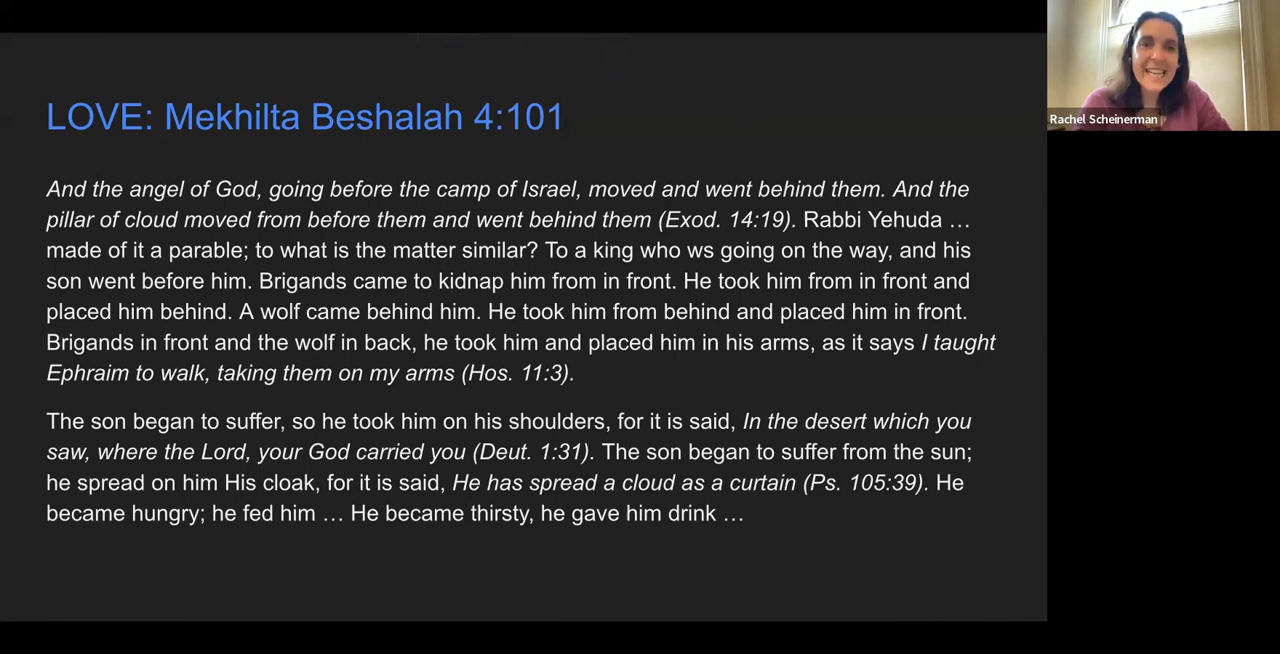 LOVE: Mekhilta Beshalah 4:101
Rachel Scheinerman
And the angel of God, going before the camp of Israel, moved and went behind them. And the
pillar of cloud moved from before them and went behind them (Exod. 14:19). Rabbi Yehuda …
made of it a parable; to what is the matter similar? To a king who ws going on the way, and his
son went before him. Brigands came to kidnap him from in front. He took him from in front and
placed him behind. A wolf came behind him. He took him from behind and placed him in front.
Brigands in front and the wolf in back, he took him and placed him in his arms, as it says I taught
Ephraim to walk, taking them on my arms (Hos. 11:3).
The son began to suffer, so he took him on his shoulders, for it is said, In the desert which you
saw, where the Lord, your God carried you (Deut. 1:31). The son began to suffer from the sun;
he spread on him His cloak, for it is said, He has spread a cloud as a curtain (Ps. 105:39). He
became hungry; he fed him … He became thirsty, he gave him drink …